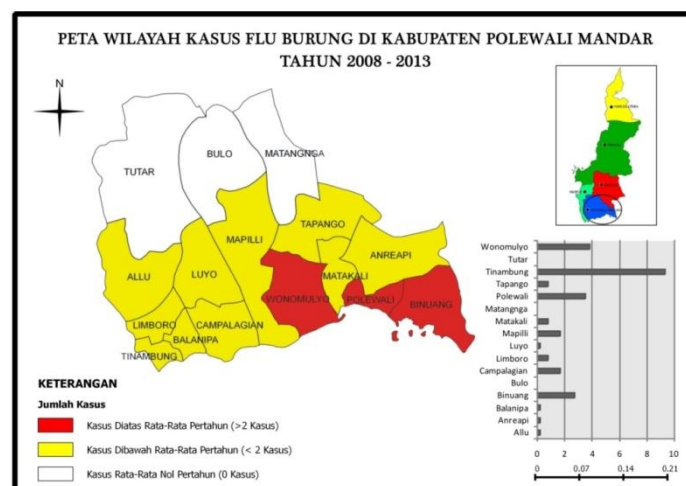 PETA WILAYAH KASUS FLU BURUNG DI KABUPATEN POLEWALI MANDAR
TAHUN 2008 - 2013
N
TUTAR
BULO
MATANGNGA
MAPILLI
TAPANGO
ANREAPI
ALLU
LUYO
MATAKALI
WONOMULYO
POLEWALI
BINUANG
LIMBORO
CAMPALAGIAN
BALANIPA
TINAMBUNG
KETERANGAN
Jumlah Kasus
Kasus Diatas Rata-Rata Pertahun (>2 Kasus)
Kasus Dibawah Rata-Rata Pertahun (< 2 Kasus)
Kasus Rata-Rata Nol Pertahun (0 Kasus)
Wonomulyo
Tutar
Tinambung
Tapango
Polewali
Matangnga
Matakali
Mapilli
Luyo
Limboro
Campalagian
Bulo
Binuang
Balanipa
Anreapi
Allu
0 2 4 6 8 10
0 0.07 0.14 0.21